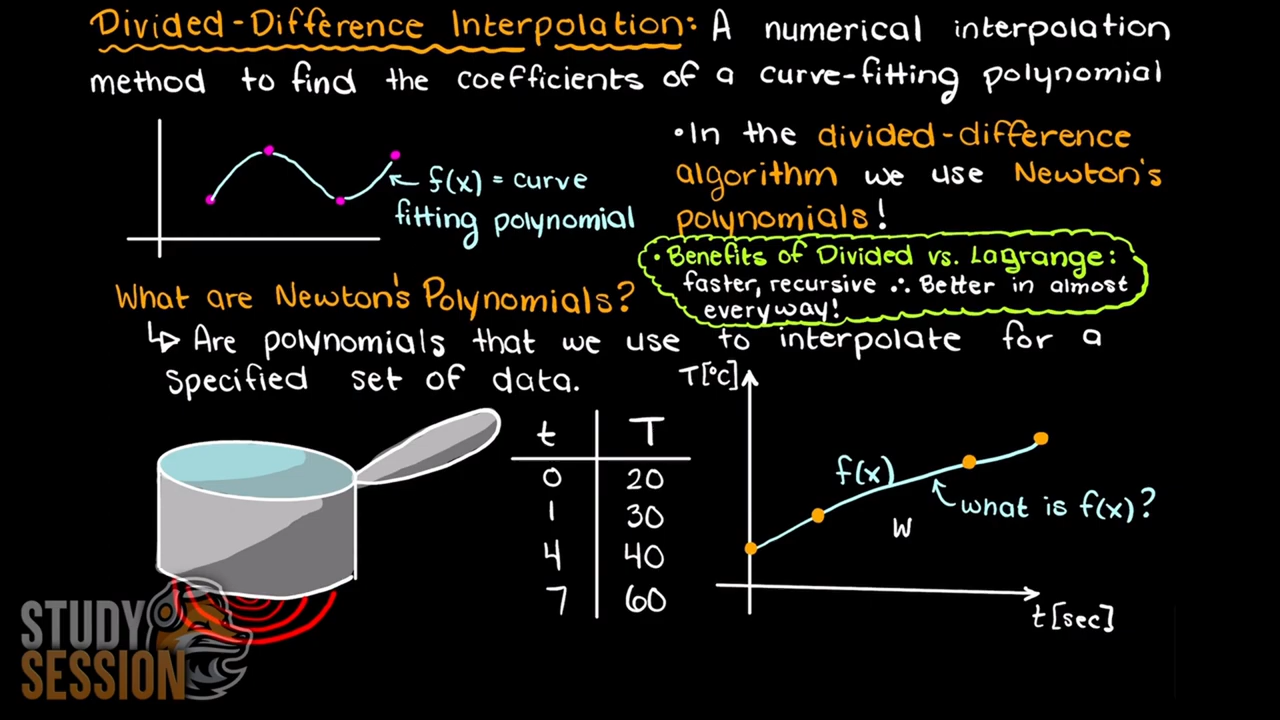 Divided-Difference Interpolation: A numerical interpolation
method to find the coefficients of a curve-fitting polynomial
f(x) = curve
fitting polynomial
•In the divided-difference
algorithm we use Newton's
polynomials!
•Benefits of Divided vs. Lagrange:
faster, recursive ∴ Better in almost
everyway!
What are Newton's Polynomials?
↳ Are polynomials that we use to interpolate for a
specified set of data.
t T
0 20
1 30
4 40
7 60
T[°C]
f(x)
what is f(x)?
W
t[sec]
STUDY
SESSION